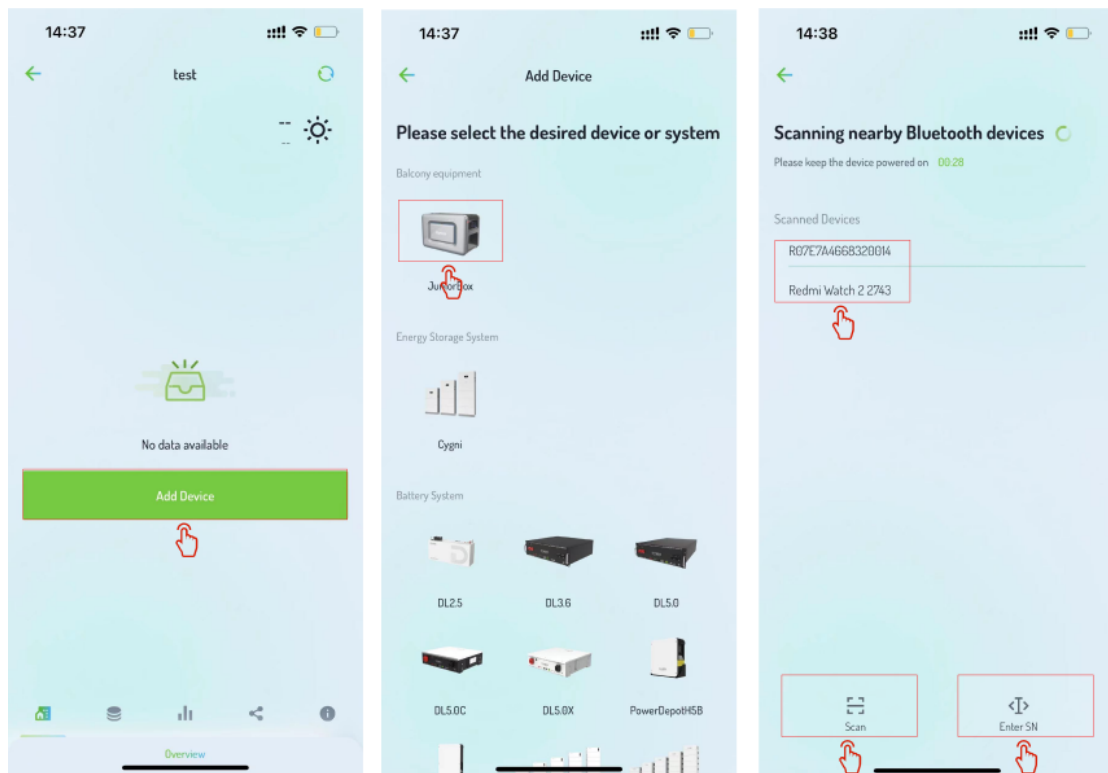 14:37
test
--
--
No data available
Add Device
Overview
14:37
Add Device
Please select the desired device or system
Balcony equipment
JuniorBox
Energy Storage System
Cygni
Battery System
DL2.5
DL3.6
DL5.0
DL5.0C
DL5.0X
PowerDepotH5B
14:38
Scanning nearby Bluetooth devices
Please keep the device powered on 00:28
Scanned Devices
R07E7A4668320014
Redmi Watch 2 2743
Scan
Enter SN